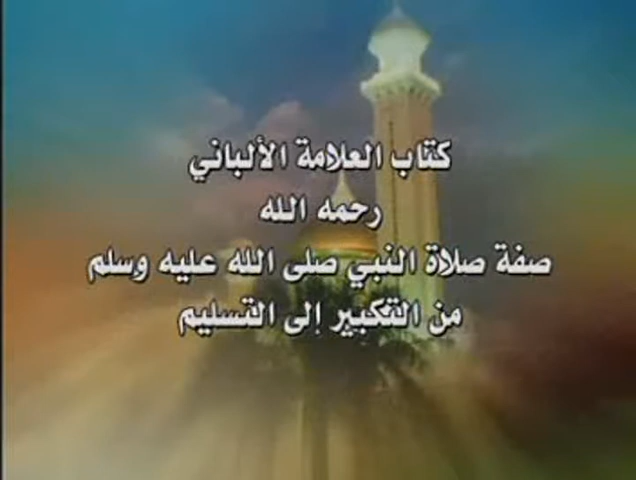 كتاب العلامة الألباني
رحمه الله
صفة صلاة النبي صلى الله عليه وسلم
من التكبير إلى التسليم